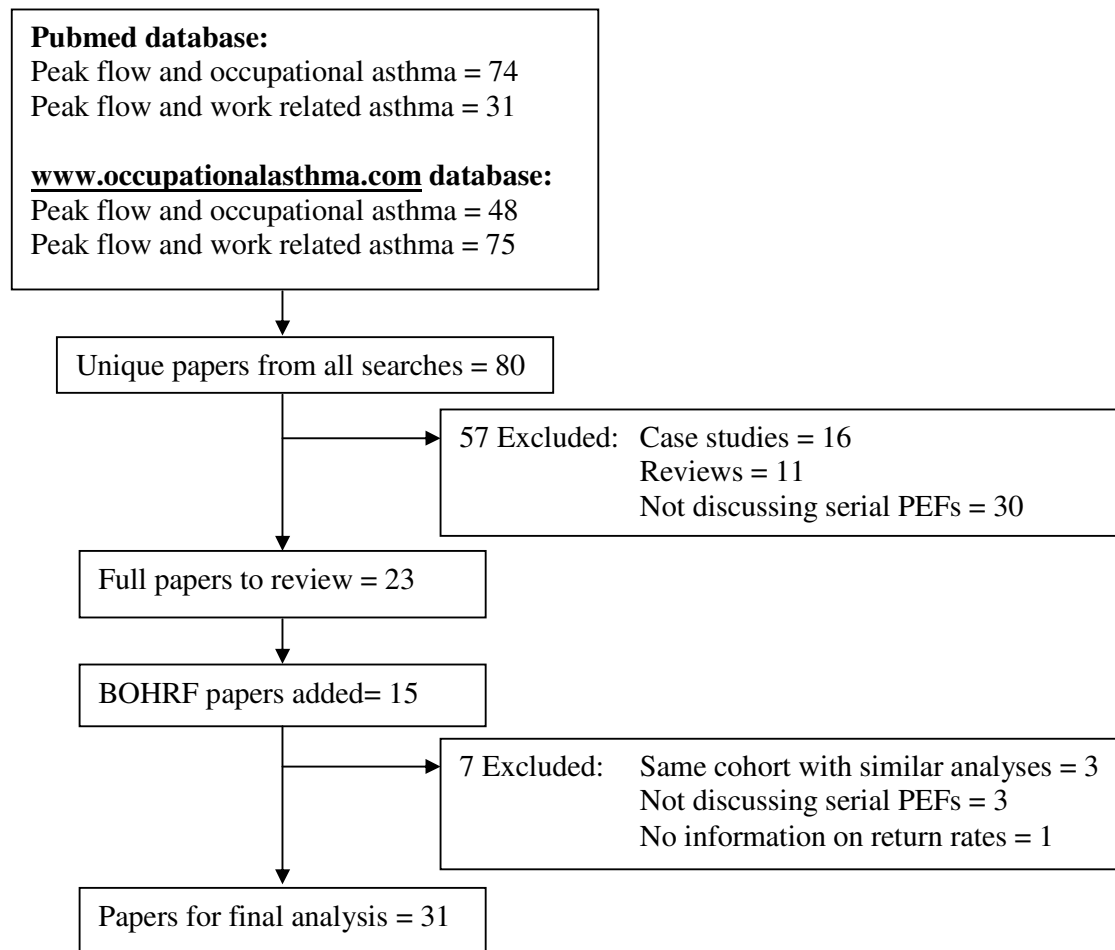 Pubmed database:
Peak flow and occupational asthma = 74
Peak flow and work related asthma = 31
www.occupationalasthma.com database:
Peak flow and occupational asthma = 48
Peak flow and work related asthma = 75
Unique papers from all searches = 80
57 Excluded: Case studies = 16
Reviews = 11
Not discussing serial PEFs = 30
Full papers to review = 23
BOHRF papers added= 15
7 Excluded: Same cohort with similar analyses = 3
Not discussing serial PEFs = 3
No information on return rates = 1
Papers for final analysis = 31